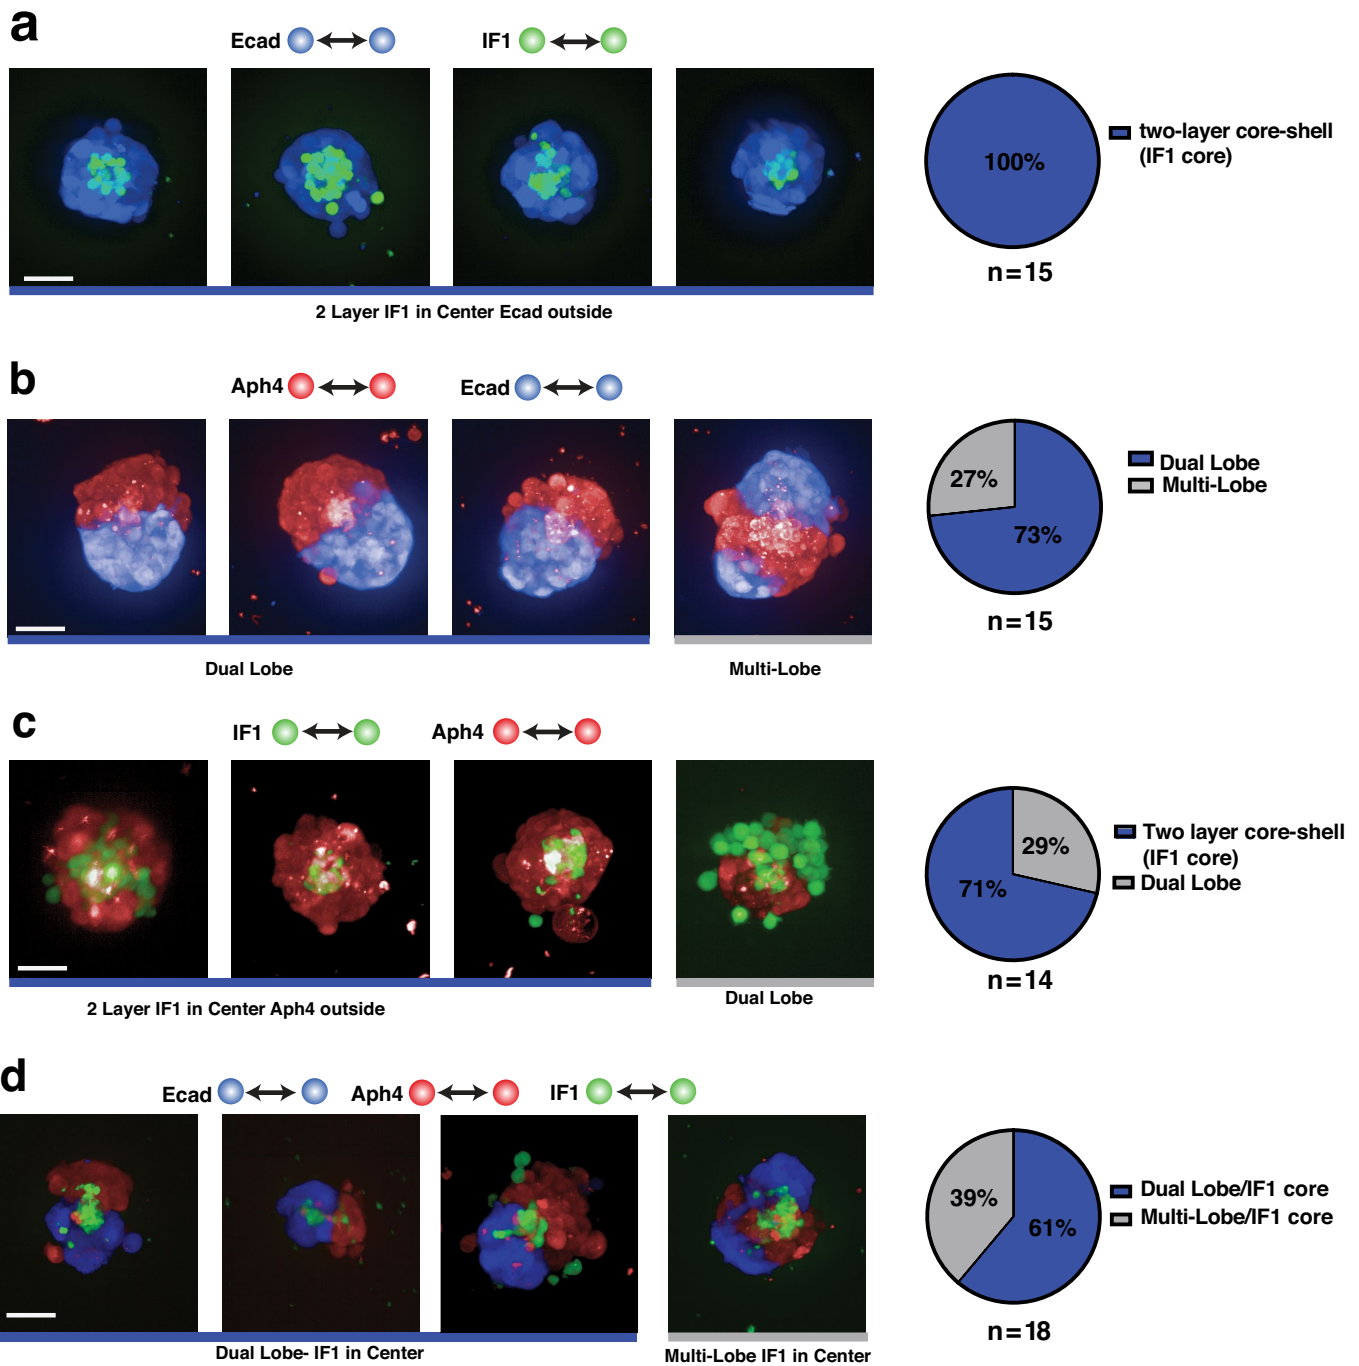 a
Ecad
IF1
100%
two-layer core-shell
(IF1 core)
n=15
2 Layer IF1 in Center Ecad outside
b
Aph4
Ecad
27%
73%
Dual Lobe
Multi-Lobe
n=15
Dual Lobe
Multi-Lobe
c
IF1
Aph4
29%
71%
Two layer core-shell
(IF1 core)
Dual Lobe
n=14
2 Layer IF1 in Center Aph4 outside
Dual Lobe
d
Ecad
Aph4
IF1
39%
61%
Dual Lobe/IF1 core
Multi-Lobe/IF1 core
n=18
Dual Lobe- IF1 in Center
Multi-Lobe IF1 in Center